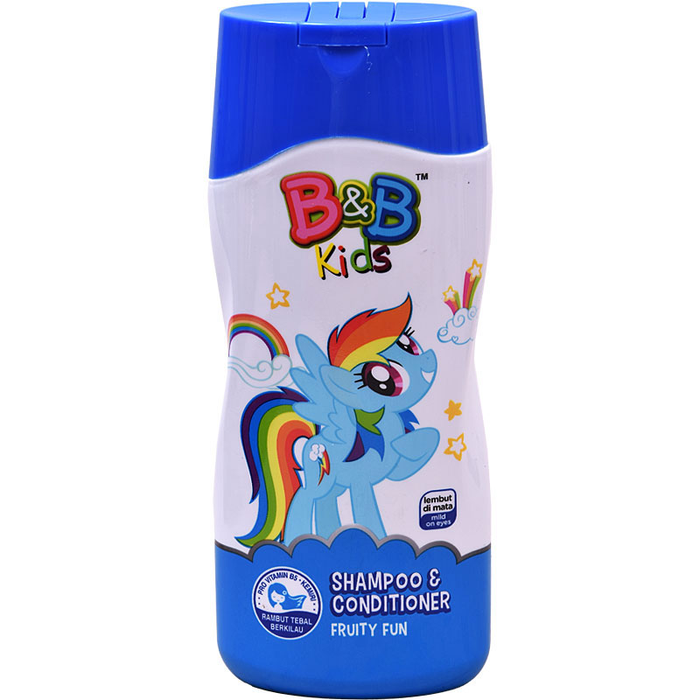 B&B™
Kids
lembut
di mata
mild
on eyes
PRO VITAMIN B5 · KEMIRI ·
RAMBUT TEBAL
BERKILAU
SHAMPOO &
CONDITIONER
FRUITY FUN